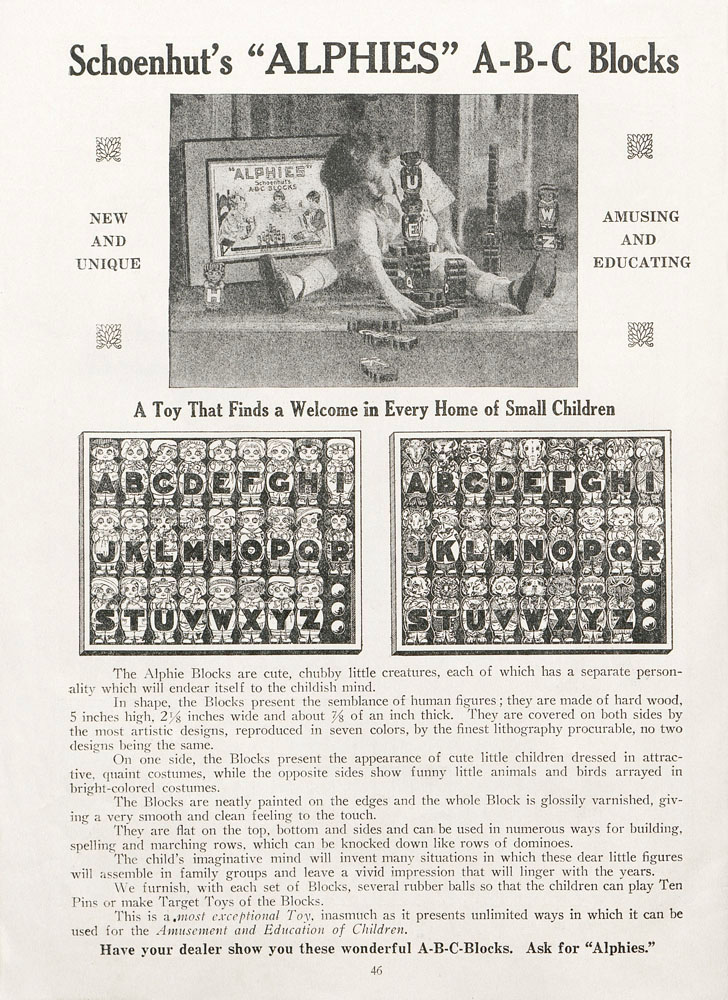 Schoenhut's "ALPHIES" A-B-C Blocks
NEW
AND
UNIQUE
"ALPHIES"
Schoenhut's
A·B·C BLOCKS
U
E
W
Z
H
AMUSING
AND
EDUCATING
A Toy That Finds a Welcome in Every Home of Small Children
ABCDEFGHI
JKLMNOPQR
STUVWXYZ
ABCDEFGHI
JKLMNOPQR
STUVWXYZ
The Alphie Blocks are cute, chubby little creatures, each of which has a separate person-
ality which will endear itself to the childish mind.
In shape, the Blocks present the semblance of human figures; they are made of hard wood,
5 inches high, 2⅛ inches wide and about ⅞ of an inch thick. They are covered on both sides by
the most artistic designs, reproduced in seven colors, by the finest lithography procurable, no two
designs being the same.
On one side, the Blocks present the appearance of cute little children dressed in attrac-
tive, quaint costumes, while the opposite sides show funny little animals and birds arrayed in
bright-colored costumes.
The Blocks are neatly painted on the edges and the whole Block is glossily varnished, giv-
ing a very smooth and clean feeling to the touch.
They are flat on the top, bottom and sides and can be used in numerous ways for building,
spelling and marching rows, which can be knocked down like rows of dominoes.
The child's imaginative mind will invent many situations in which these dear little figures
will assemble in family groups and leave a vivid impression that will linger with the years.
We furnish, with each set of Blocks, several rubber balls so that the children can play Ten
Pins or make Target Toys of the Blocks.
This is a most exceptional Toy, inasmuch as it presents unlimited ways in which it can be
used for the Amusement and Education of Children.
Have your dealer show you these wonderful A-B-C-Blocks. Ask for "Alphies."
46